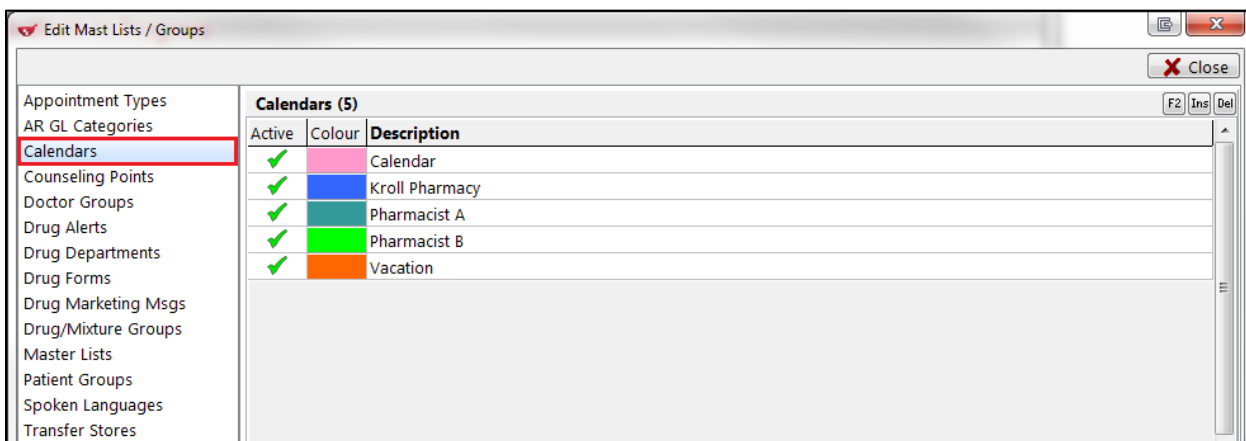 Edit Mast Lists / Groups
Close
Appointment Types
AR GL Categories
Calendars
Counseling Points
Doctor Groups
Drug Alerts
Drug Departments
Drug Forms
Drug Marketing Msgs
Drug/Mixture Groups
Master Lists
Patient Groups
Spoken Languages
Transfer Stores
Calendars (5)
F2 Ins Del
Active Colour Description
Calendar
Kroll Pharmacy
Pharmacist A
Pharmacist B
Vacation